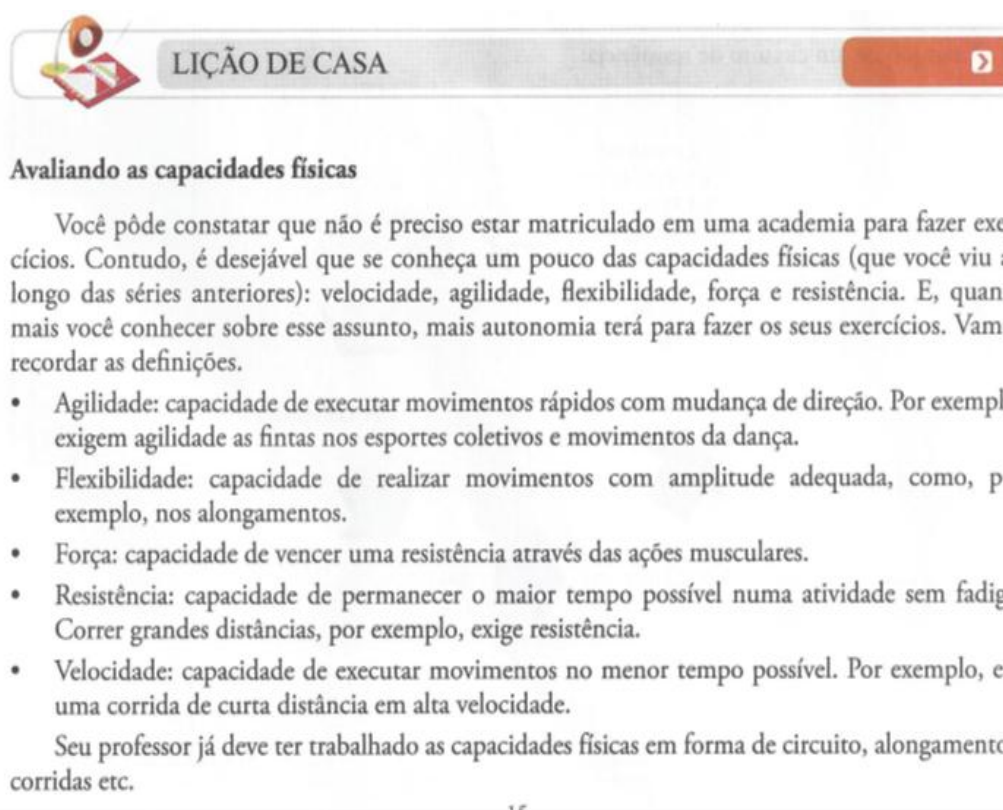 LIÇÃO DE CASA
Avaliando as capacidades físicas
Você pôde constatar que não é preciso estar matriculado em uma academia para fazer exe
cícios. Contudo, é desejável que se conheça um pouco das capacidades físicas (que você viu a
longo das séries anteriores): velocidade, agilidade, flexibilidade, força e resistência. E, quan
mais você conhecer sobre esse assunto, mais autonomia terá para fazer os seus exercícios. Vam
recordar as definições.
• Agilidade: capacidade de executar movimentos rápidos com mudança de direção. Por exempl
exigem agilidade as fintas nos esportes coletivos e movimentos da dança.
• Flexibilidade: capacidade de realizar movimentos com amplitude adequada, como, p
exemplo, nos alongamentos.
• Força: capacidade de vencer uma resistência através das ações musculares.
• Resistência: capacidade de permanecer o maior tempo possível numa atividade sem fadig
Correr grandes distâncias, por exemplo, exige resistência.
• Velocidade: capacidade de executar movimentos no menor tempo possível. Por exemplo, e
uma corrida de curta distância em alta velocidade.
Seu professor já deve ter trabalhado as capacidades físicas em forma de circuito, alongamento
corridas etc.